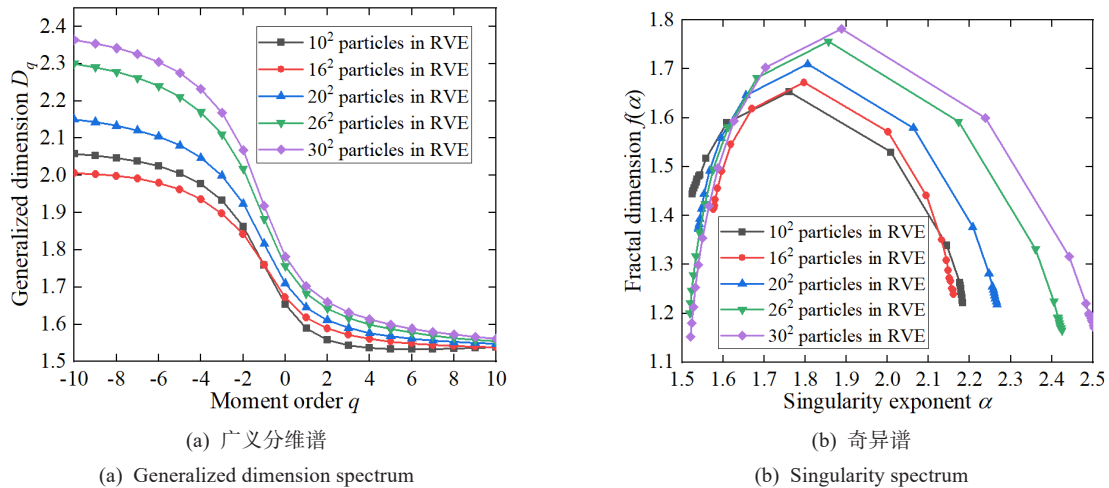 2.4
2.3
2.2
2.1
2.0
1.9
1.8
1.7
1.6
1.5
Generalized dimension D_q
-10 -8 -6 -4 -2 0 2 4 6 8 10
Moment order q
10² particles in RVE
16² particles in RVE
20² particles in RVE
26² particles in RVE
30² particles in RVE
(a) 广义分维谱
(a) Generalized dimension spectrum
1.8
1.7
1.6
1.5
1.4
1.3
1.2
1.1
Fractal dimension f(α)
1.5 1.6 1.7 1.8 1.9 2.0 2.1 2.2 2.3 2.4 2.5
Singularity exponent α
10² particles in RVE
16² particles in RVE
20² particles in RVE
26² particles in RVE
30² particles in RVE
(b) 奇异谱
(b) Singularity spectrum